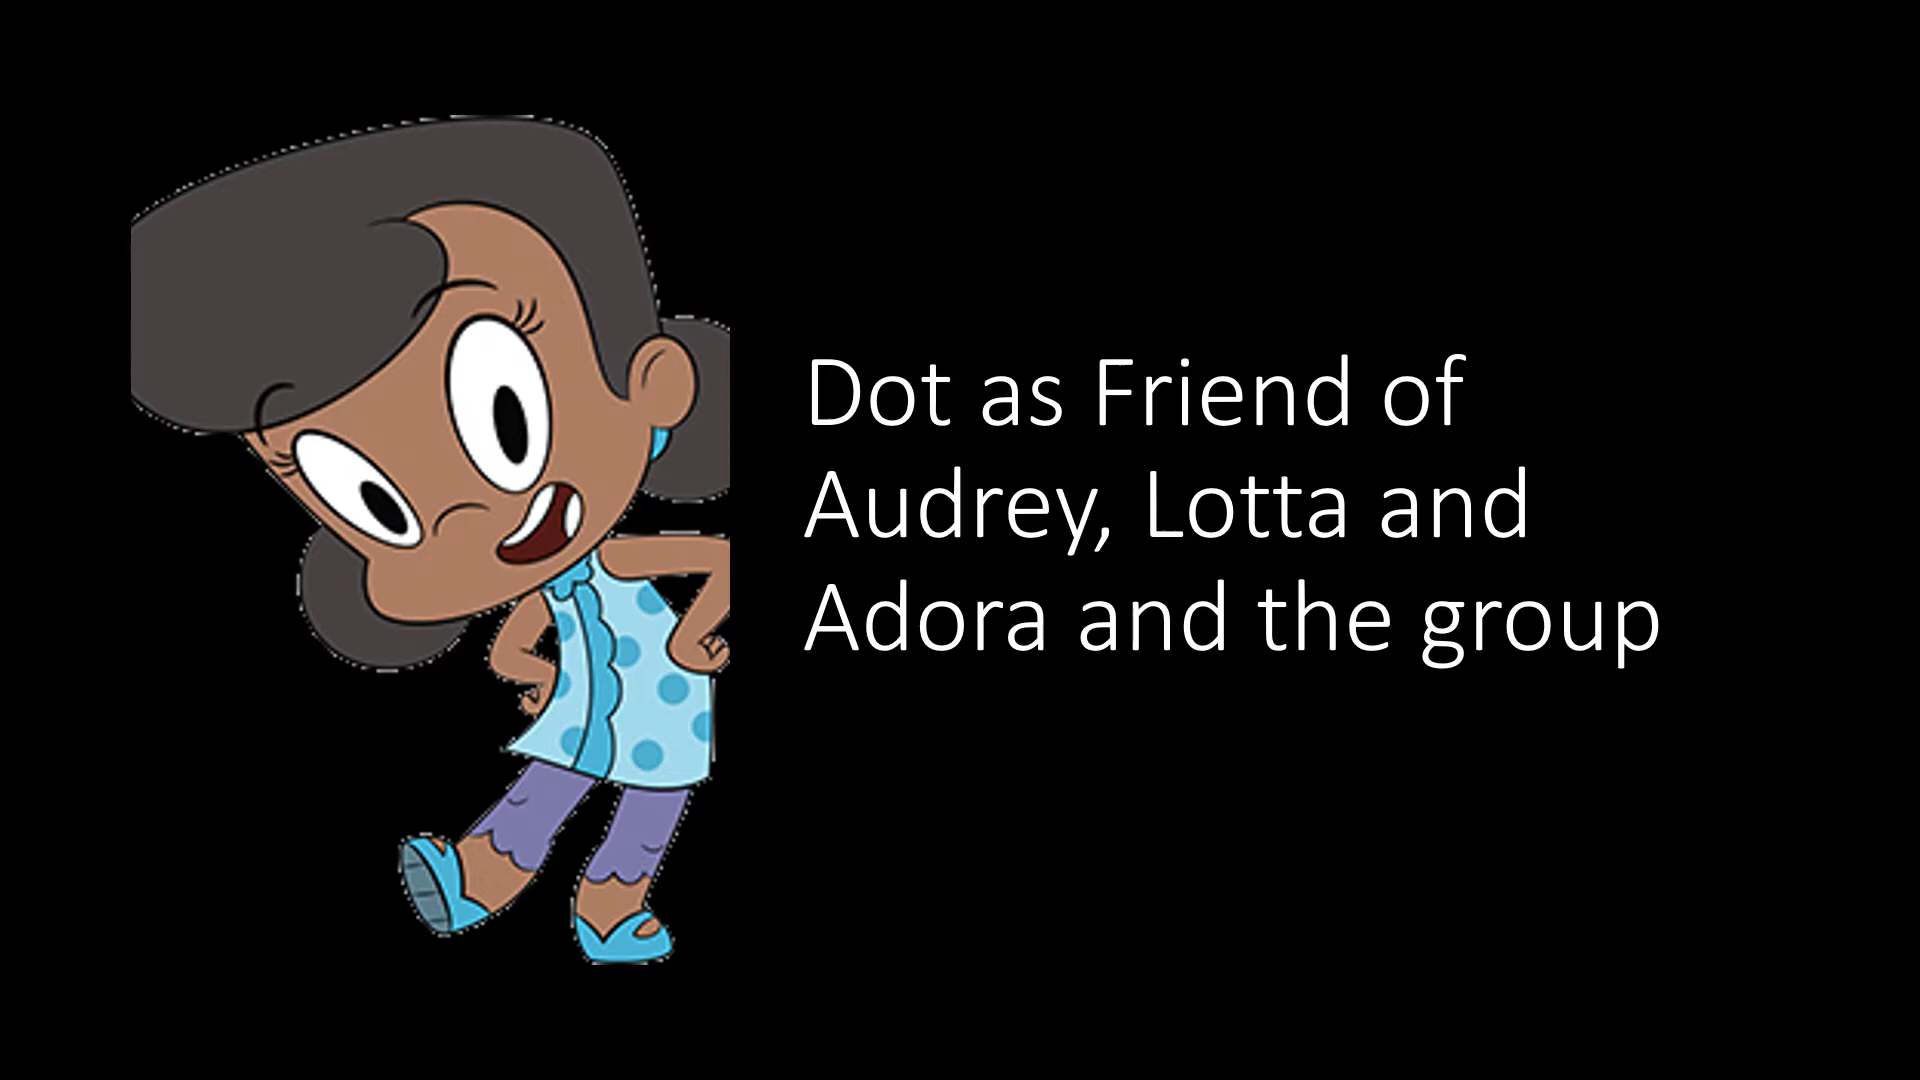 Dot as Friend of
Audrey, Lotta and
Adora and the group